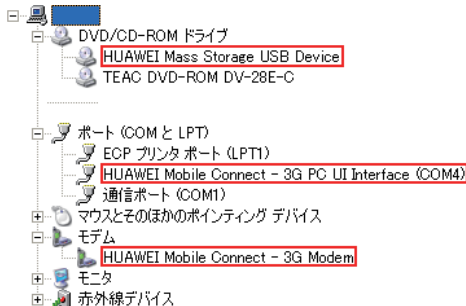 DVD/CD-ROM ドライブ
HUAWEI Mass Storage USB Device
TEAC DVD-ROM DV-28E-C
ポート (COM と LPT)
ECP プリンタ ポート (LPT1)
HUAWEI Mobile Connect - 3G PC UI Interface (COM4)
通信ポート (COM1)
マウスとそのほかのポインティング デバイス
モデム
HUAWEI Mobile Connect - 3G Modem
モニタ
赤外線デバイス